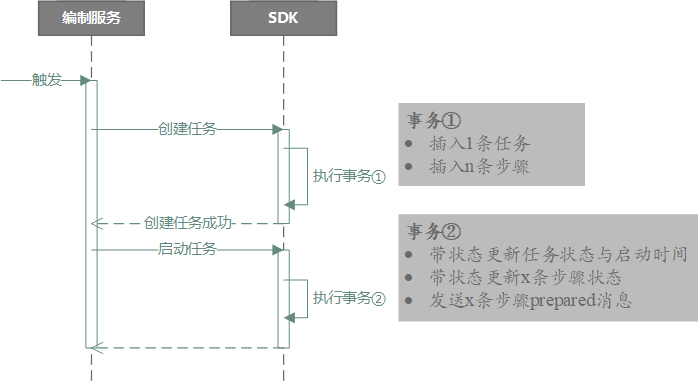 编制服务
SDK
触发
创建任务
事务①
● 插入1条任务
● 插入n条步骤
执行事务①
创建任务成功
启动任务
事务②
● 带状态更新任务状态与启动时间
● 带状态更新x条步骤状态
● 发送x条步骤prepared消息
执行事务②